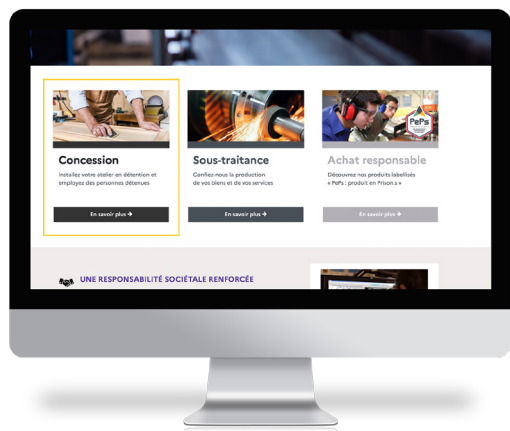 PePs
Concession
Installez votre atelier en détention et
employez des personnes détenues
En savoir plus →
Sous-traitance
Confiez-nous la production
de vos biens et de vos services
En savoir plus →
Achat responsable
Découvrez nos produits labellisés
« PePs : produit en Prison.s »
En savoir plus →
UNE RESPONSABILITÉ SOCIÉTALE RENFORCÉE